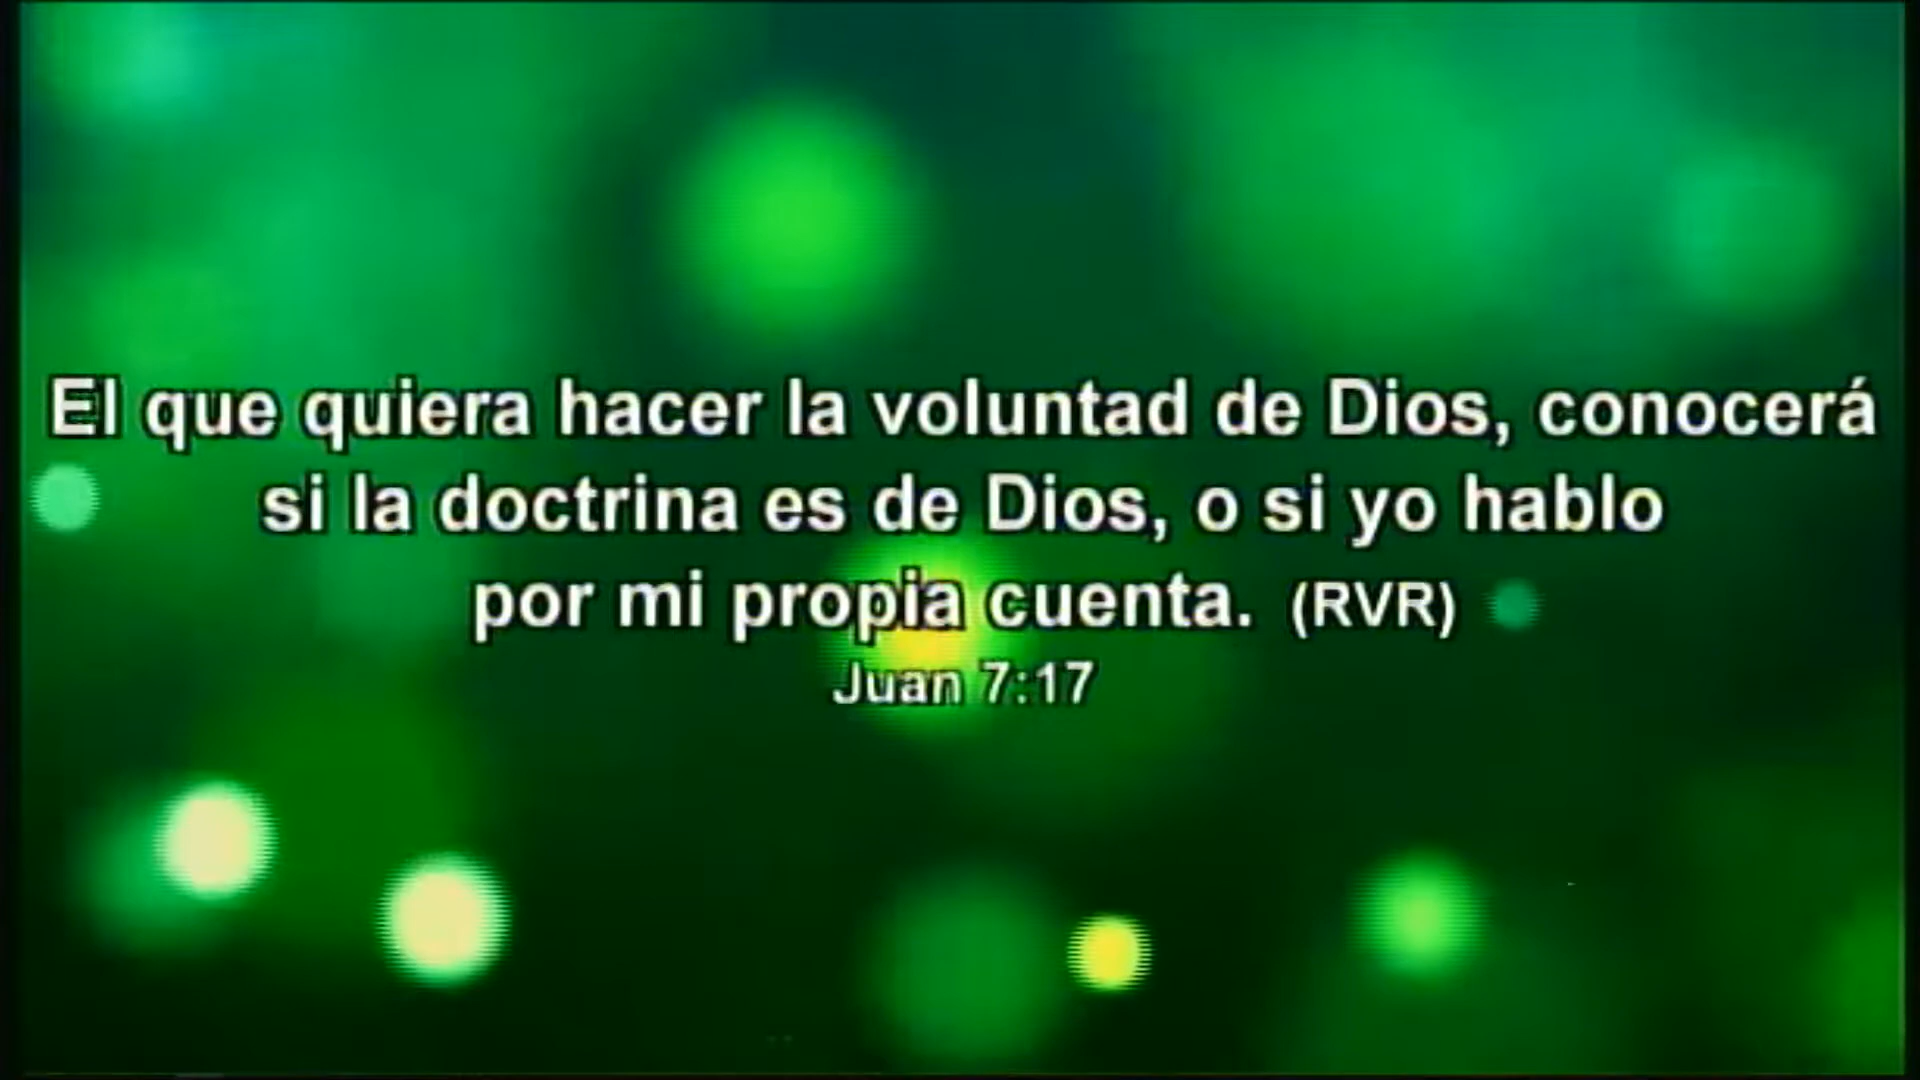 El que quiera hacer la voluntad de Dios, conocerá
si la doctrina es de Dios, o si yo hablo
por mi propia cuenta. (RVR)
Juan 7:17